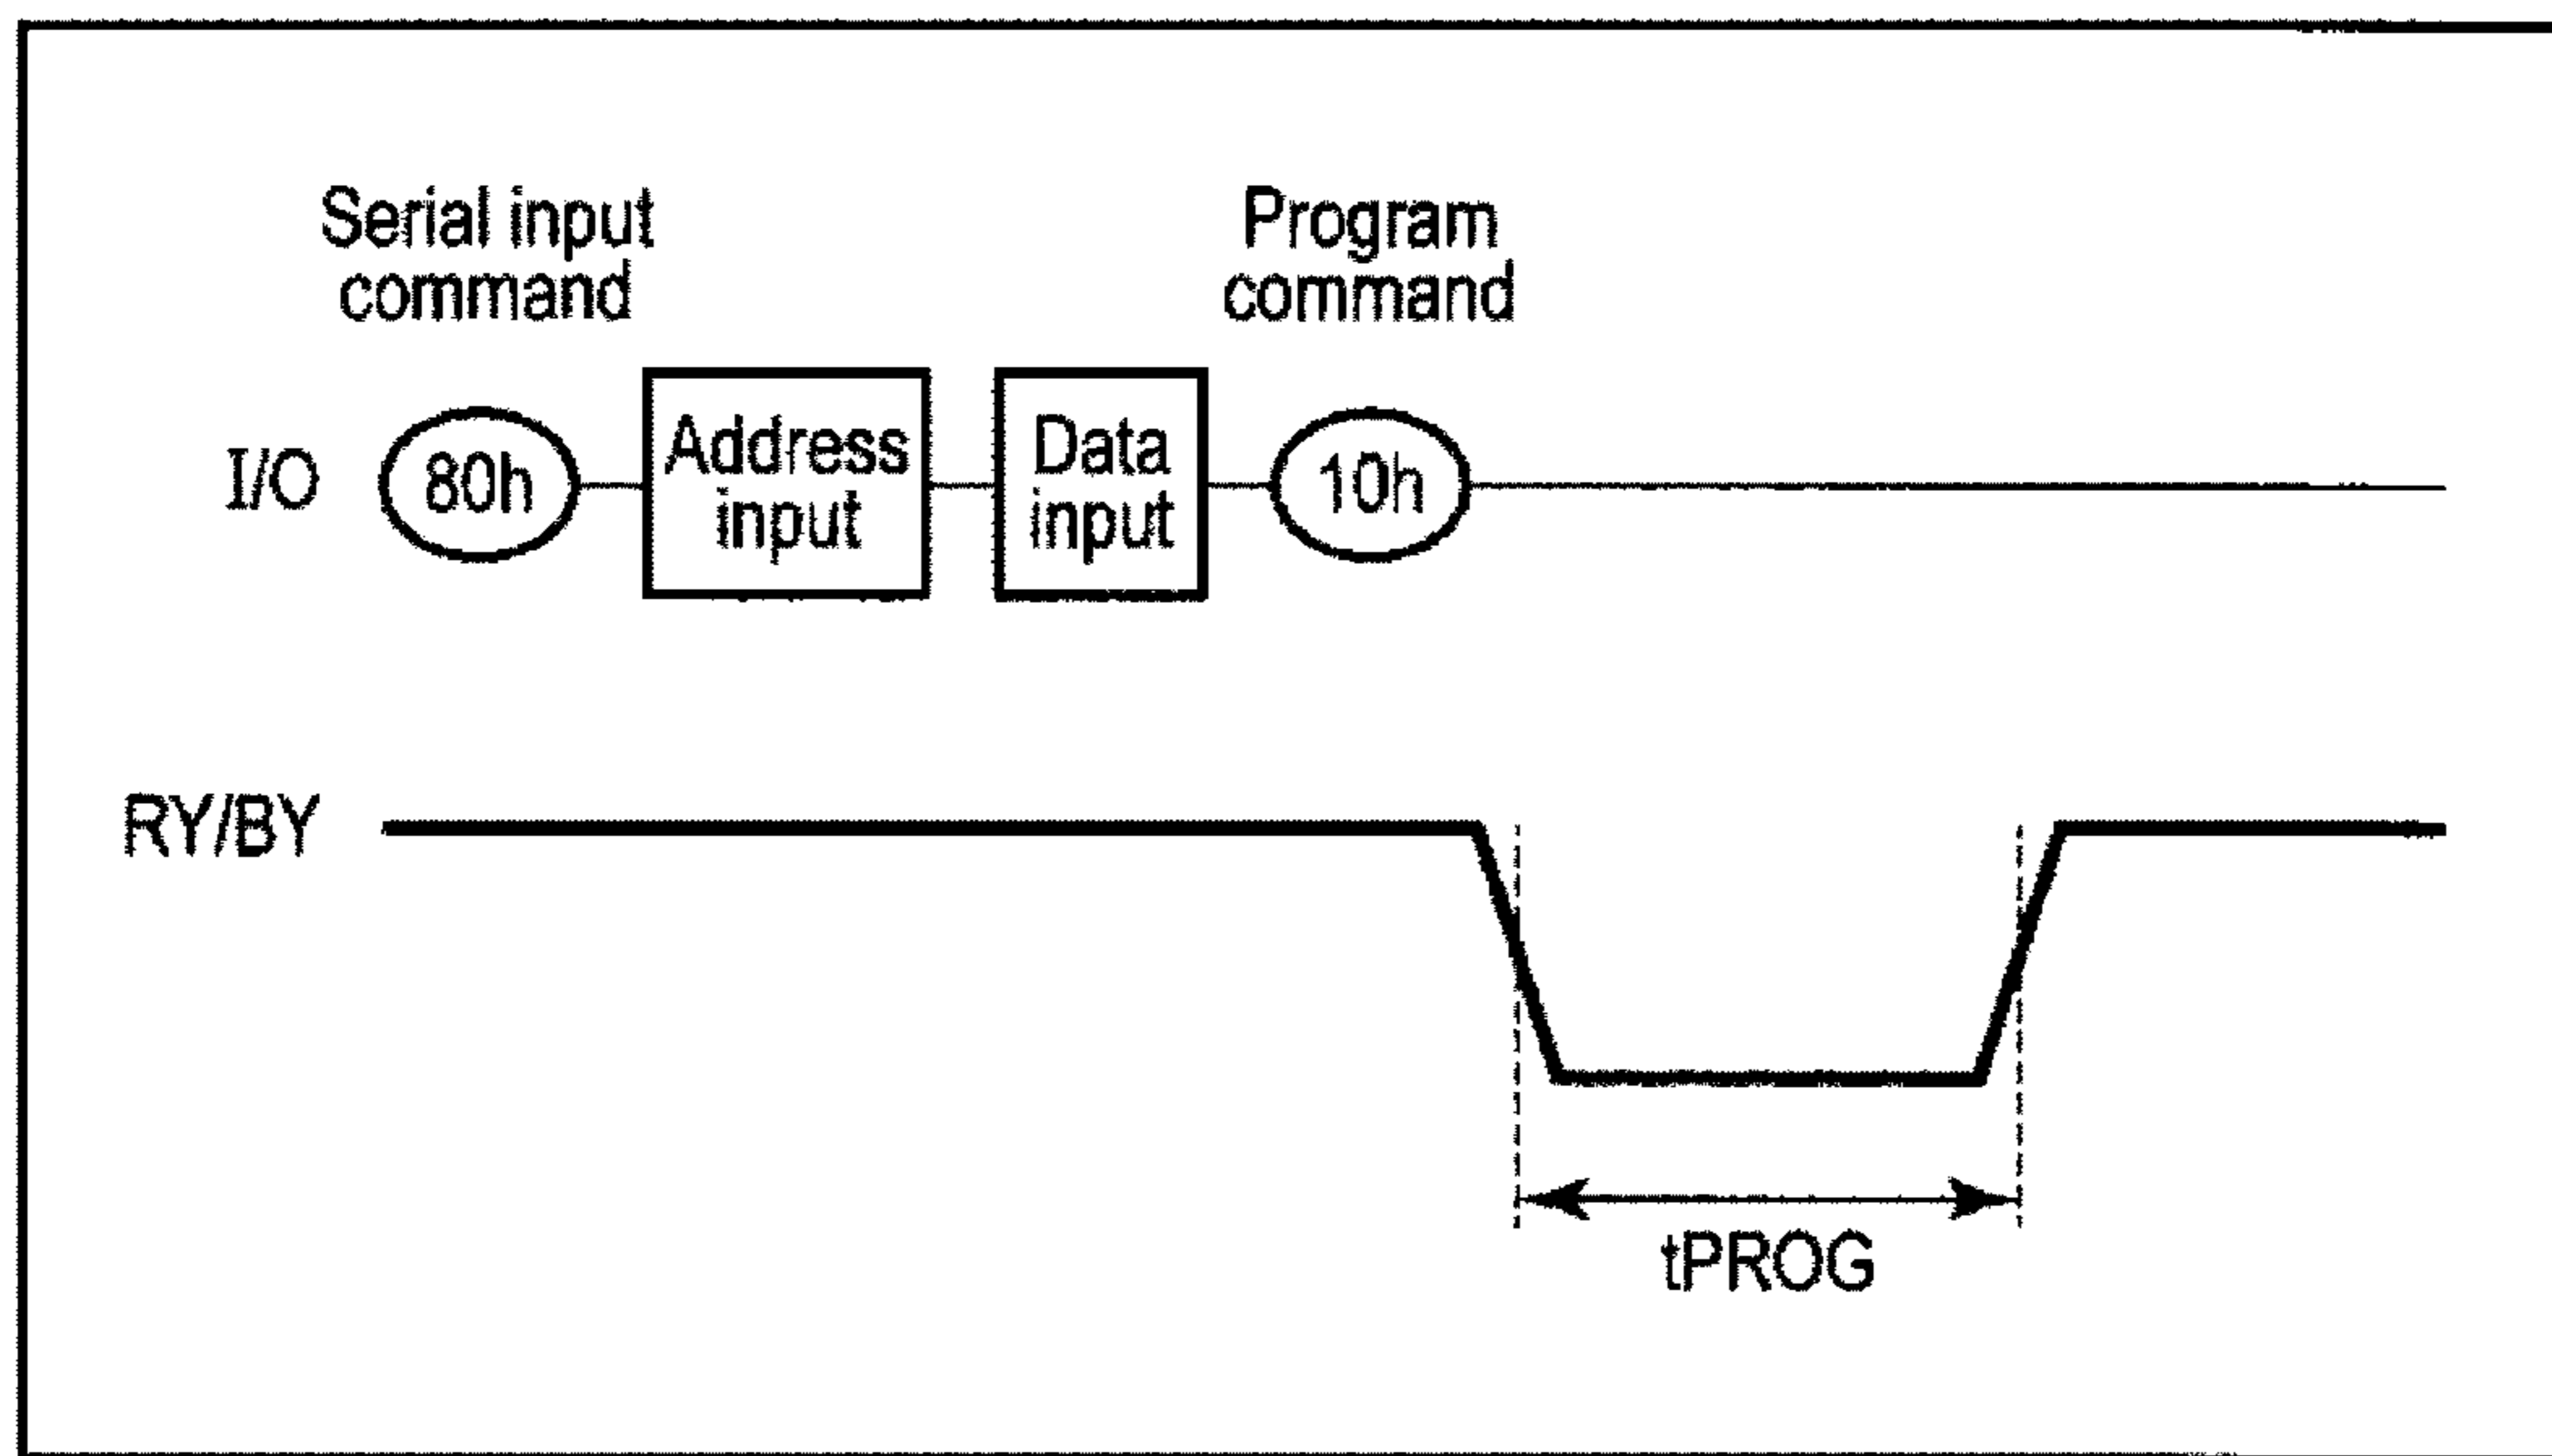 Serial input
command
Program
command
I/O
80h
Address
input
Data
input
10h
RY/BY
tPROG